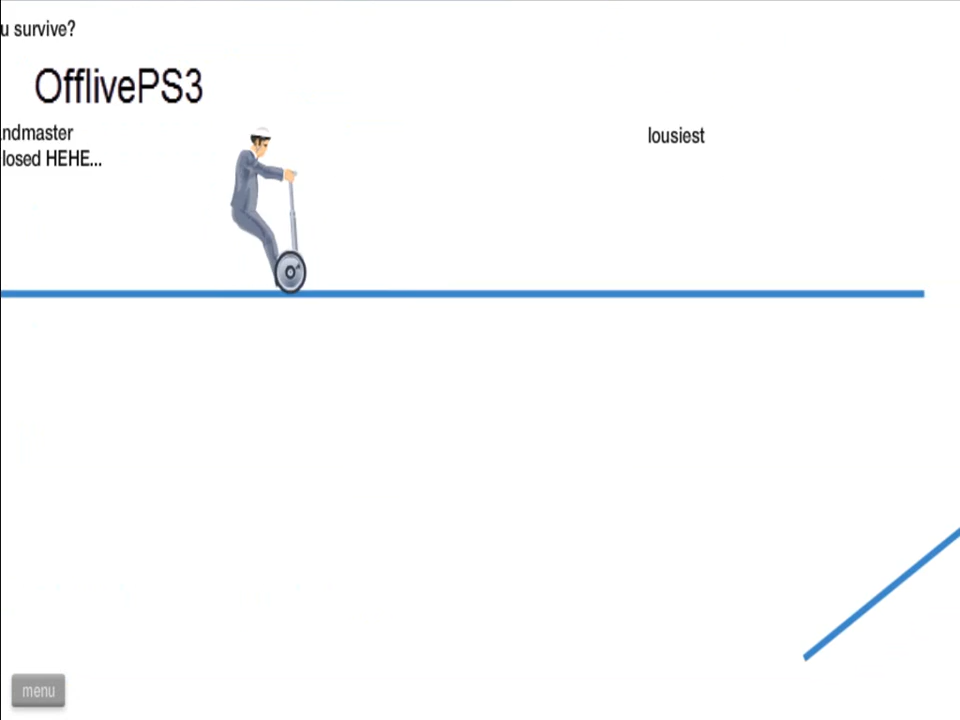 u survive?
OfflivePS3
ndmaster
losed HEHE...
lousiest
menu